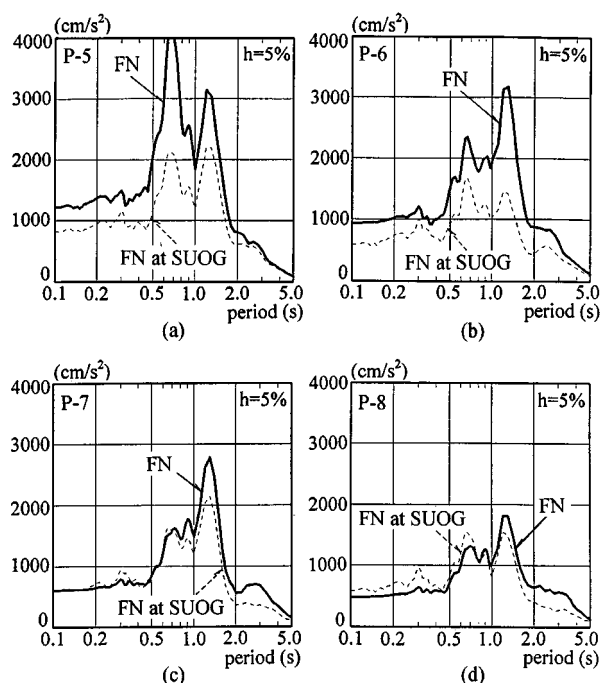 (cm/s²)
4000
P-5
h=5%
FN
3000
2000
1000
FN at SUOG
0
0.1 0.2 0.5 1.0 2.0 5.0
period (s)
(a)
(cm/s²)
4000
P-6
h=5%
FN
3000
2000
1000
FN at SUOG
0
0.1 0.2 0.5 1.0 2.0 5.0
period (s)
(b)
(cm/s²)
4000
P-7
h=5%
3000
FN
2000
1000
FN at SUOG
0
0.1 0.2 0.5 1.0 2.0 5.0
period (s)
(c)
(cm/s²)
4000
P-8
h=5%
3000
FN at SUOG
FN
2000
1000
0
0.1 0.2 0.5 1.0 2.0 5.0
period (s)
(d)